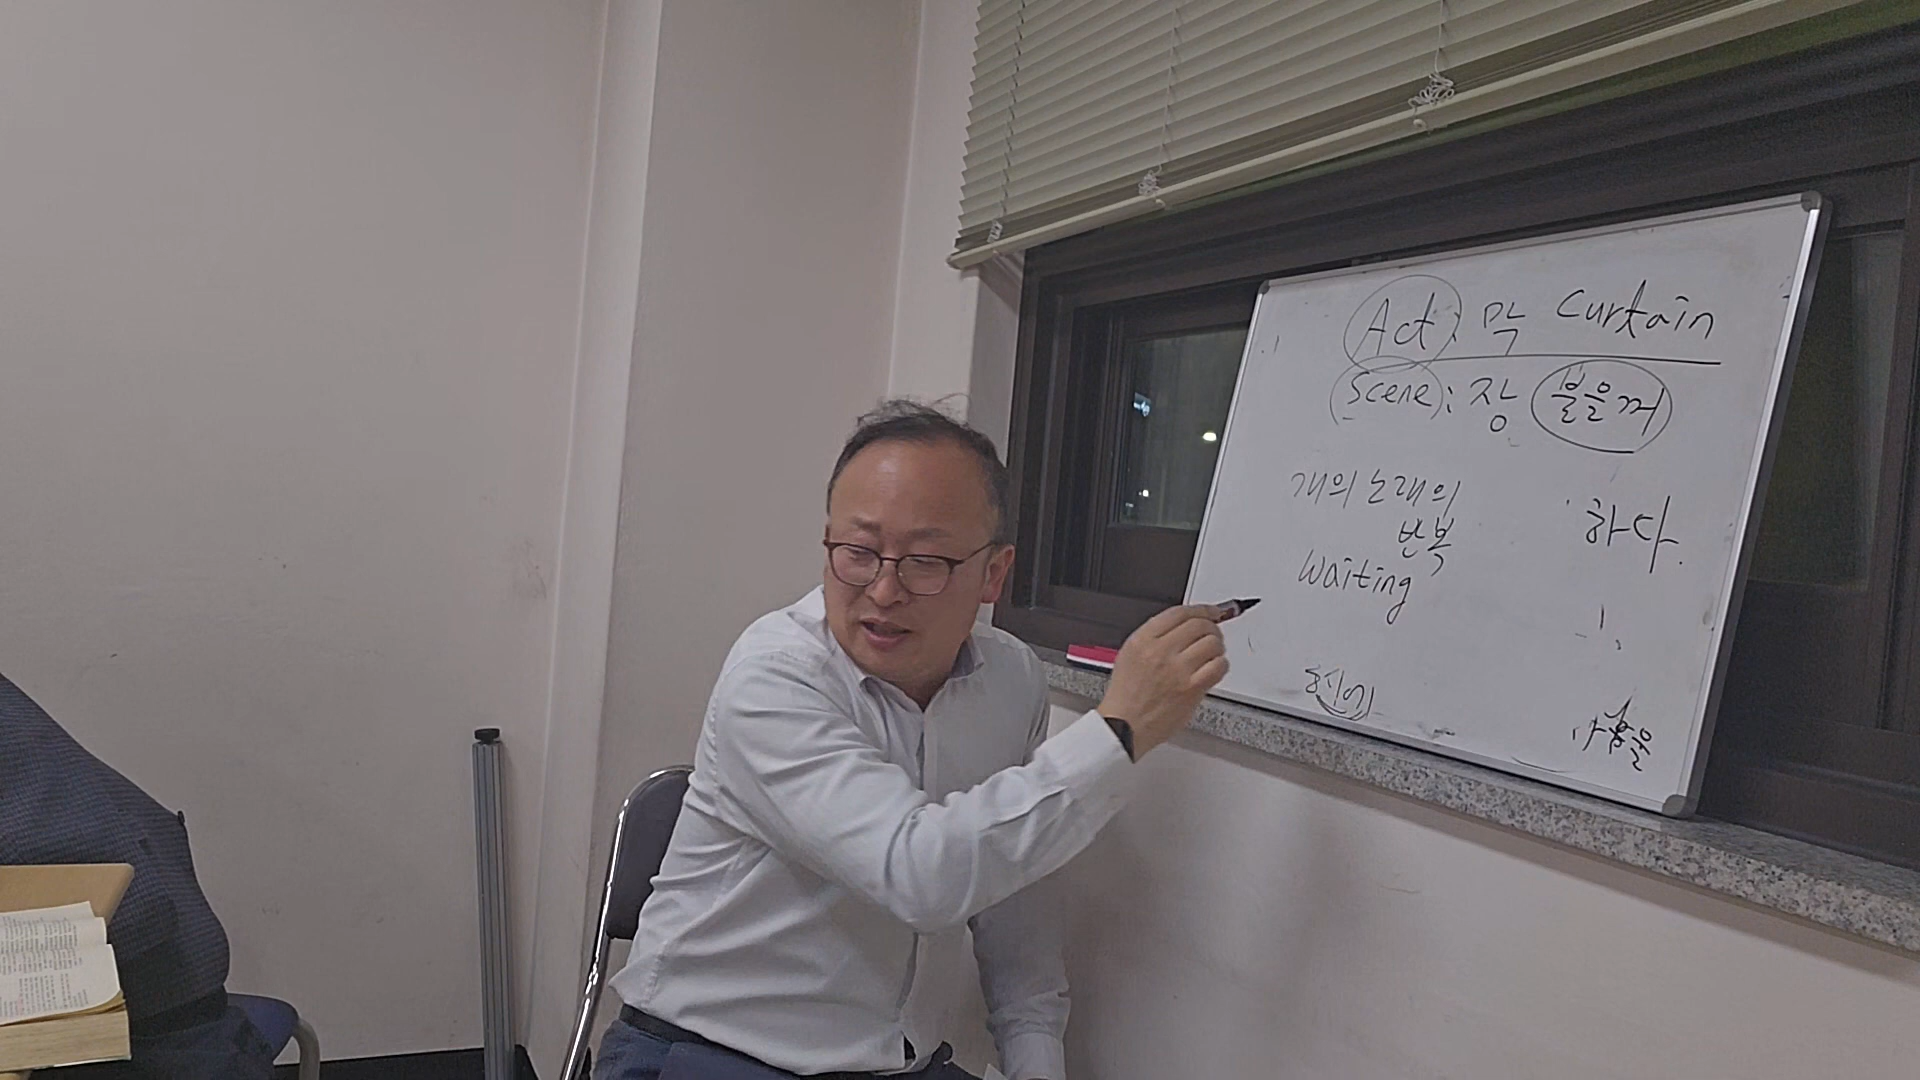 Act: 막 Curtain
Scene: 장 불을꺼
개의 노래의
반복
하다.
Waiting